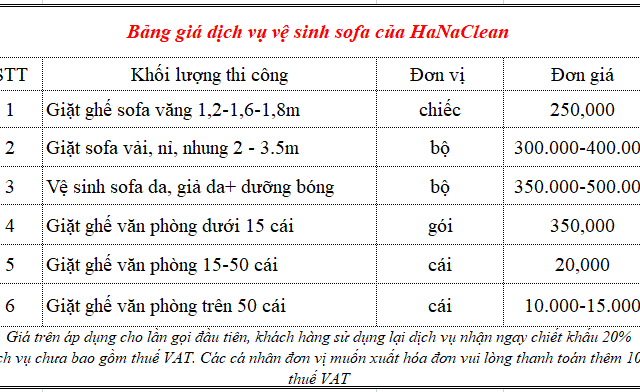 Bảng giá dịch vụ vệ sinh sofa của HaNaClean
STT Khối lượng thi công Đơn vị Đơn giá
1 Giặt ghế sofa văng 1,2-1,6-1,8m chiếc 250,000
2 Giặt sofa vải, nỉ, nhung 2 - 3.5m bộ 300.000-400.00
3 Vệ sinh sofa da, giả da+ dưỡng bóng bộ 350.000-500.00
4 Giặt ghế văn phòng dưới 15 cái gói 350,000
5 Giặt ghế văn phòng 15-50 cái cái 20,000
6 Giặt ghế văn phòng trên 50 cái cái 10.000-15.000
Giá trên áp dụng cho lần gọi đầu tiên, khách hàng sử dụng lại dịch vụ nhận ngay chiết khấu 20%
ch vụ chưa bao gồm thuế VAT. Các cá nhân đơn vị muốn xuất hóa đơn vui lòng thanh toán thêm 10
thuế VAT